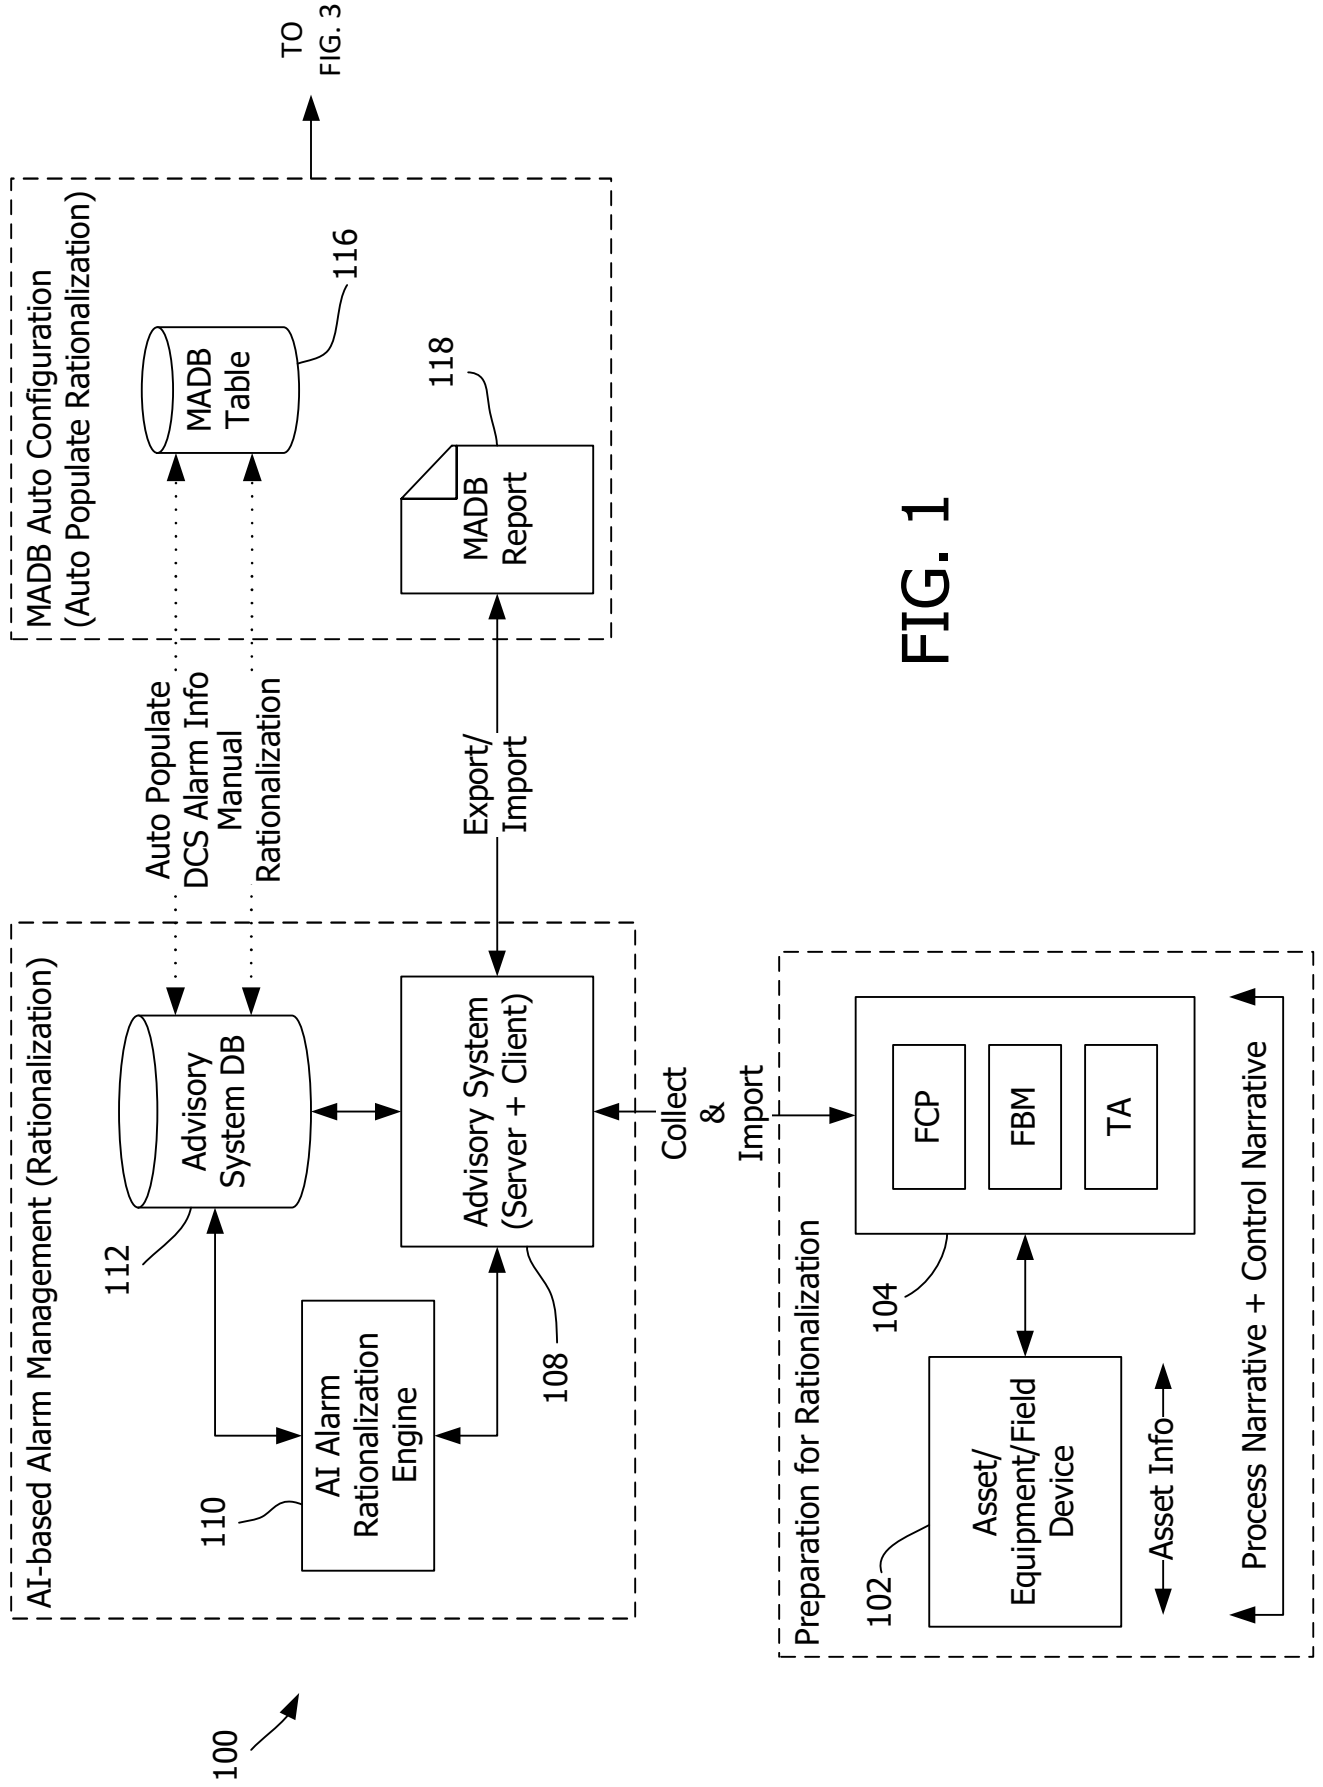 100
AI-based Alarm Management (Rationalization)
110
AI Alarm
Rationalization
Engine
112
Advisory
System DB
108
Advisory System
(Server + Client)
Auto Populate
DCS Alarm Info
Manual
Rationalization
Export/
Import
MADB Auto Configuration
(Auto Populate Rationalization)
MADB
Table
116
MADB
Report
118
TO
FIG. 3
Collect
&
Import
Preparation for Rationalization
102
Asset/
Equipment/Field
Device
Asset Info
104
FCP
FBM
TA
Process Narrative + Control Narrative
FIG. 1